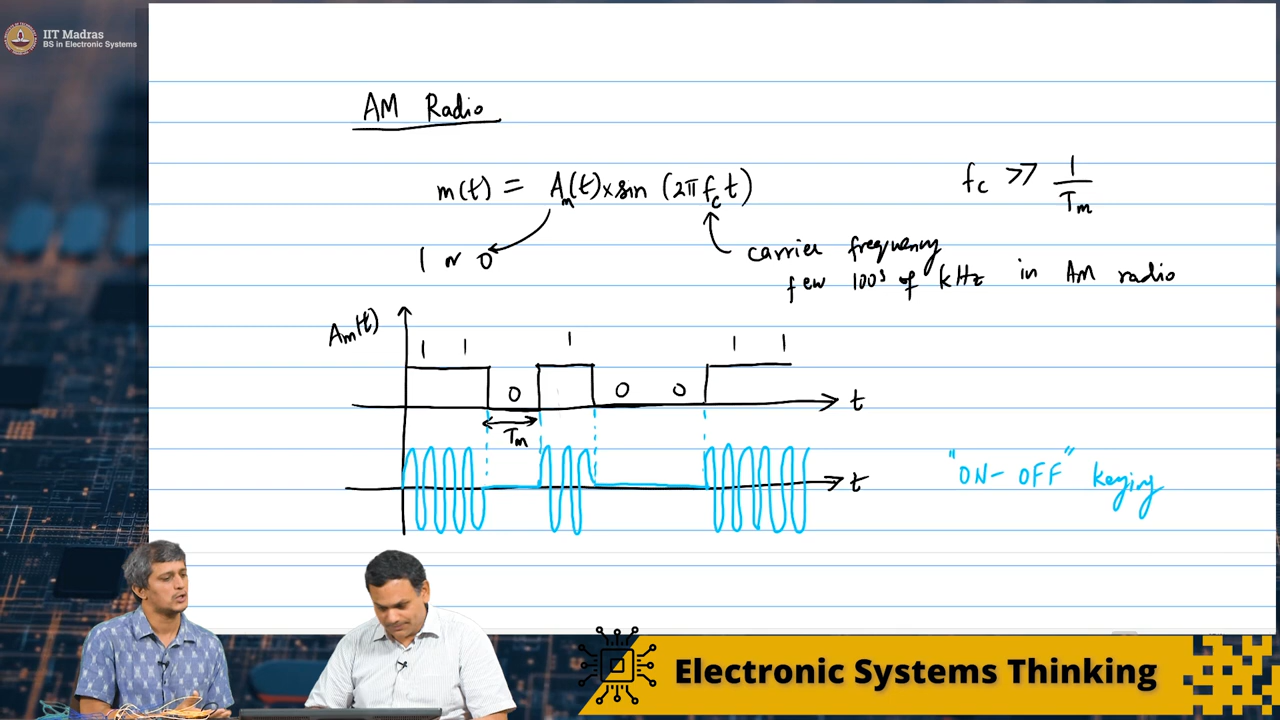 IIT Madras
BS in Electronic Systems
AM Radio
m(t) = Am(t)×sin (2π fc t)
fc >> 1/Tm
1 or 0
carrier frequency
few 100s of kHz in AM radio
Am(t)
1 1 0 1 0 0 1 1
t
Tm
t
"ON-OFF" keying
Electronic Systems Thinking